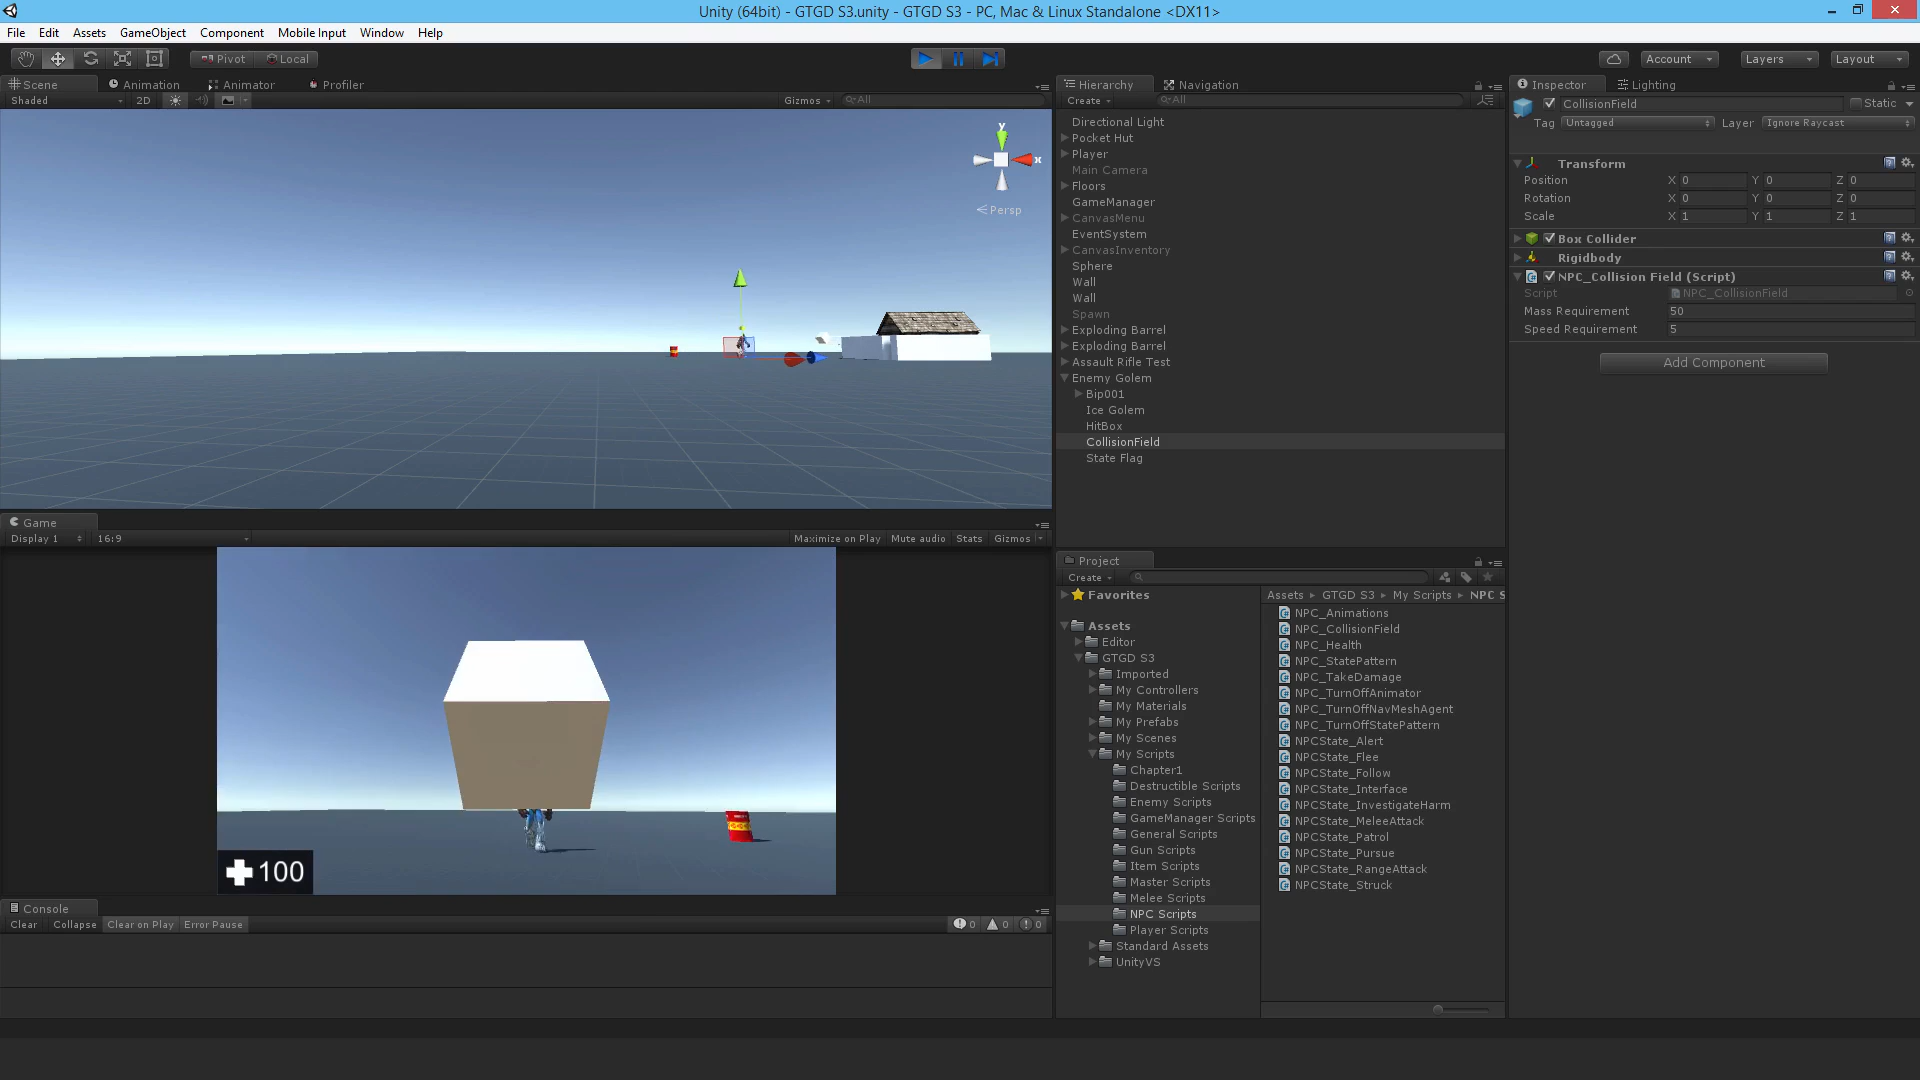 Unity (64bit) - GTGD S3.unity - GTGD S3 - PC, Mac & Linux Standalone <DX11>
File Edit Assets GameObject Component Mobile Input Window Help
Pivot Local Account Layers Layout
Scene Animation Animator Profiler
Shaded 2D Gizmos All
y
x
Persp
Game
Display 1 16:9 Maximize on Play Mute audio Stats Gizmos
100
Console
Clear Collapse Clear on Play Error Pause 0 0 0
Hierarchy Navigation
Create All
Directional Light
Pocket Hut
Player
Main Camera
Floors
GameManager
CanvasMenu
EventSystem
CanvasInventory
Sphere
Wall
Wall
Spawn
Exploding Barrel
Exploding Barrel
Assault Rifle Test
Enemy Golem
Bip001
Ice Golem
HitBox
CollisionField
State Flag
Project
Create
Favorites
Assets
Editor
GTGD S3
Imported
My Controllers
My Materials
My Prefabs
My Scenes
My Scripts
Chapter1
Destructible Scripts
Enemy Scripts
GameManager Scripts
General Scripts
Gun Scripts
Item Scripts
Master Scripts
Melee Scripts
NPC Scripts
Player Scripts
Standard Assets
UnityVS
Assets GTGD S3 My Scripts NPC S
NPC_Animations
NPC_CollisionField
NPC_Health
NPC_StatePattern
NPC_TakeDamage
NPC_TurnOffAnimator
NPC_TurnOffNavMeshAgent
NPC_TurnOffStatePattern
NPCState_Alert
NPCState_Flee
NPCState_Follow
NPCState_Interface
NPCState_InvestigateHarm
NPCState_MeleeAttack
NPCState_Patrol
NPCState_Pursue
NPCState_RangeAttack
NPCState_Struck
Inspector Lighting
CollisionField Static
Tag Untagged Layer Ignore Raycast
Transform
Position X 0 Y 0 Z 0
Rotation X 0 Y 0 Z 0
Scale X 1 Y 1 Z 1
Box Collider
Rigidbody
NPC_Collision Field (Script)
Script NPC_CollisionField
Mass Requirement 50
Speed Requirement 5
Add Component